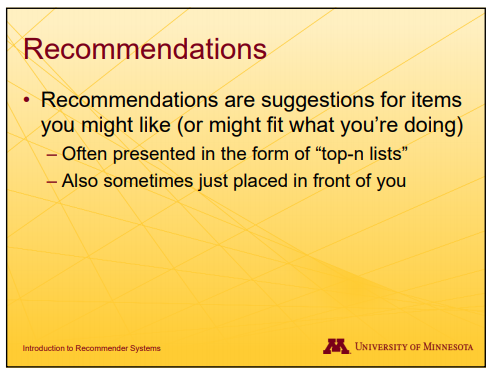 Recommendations
• Recommendations are suggestions for items
you might like (or might fit what you're doing)
– Often presented in the form of “top-n lists”
– Also sometimes just placed in front of you
Introduction to Recommender Systems
M UNIVERSITY OF MINNESOTA